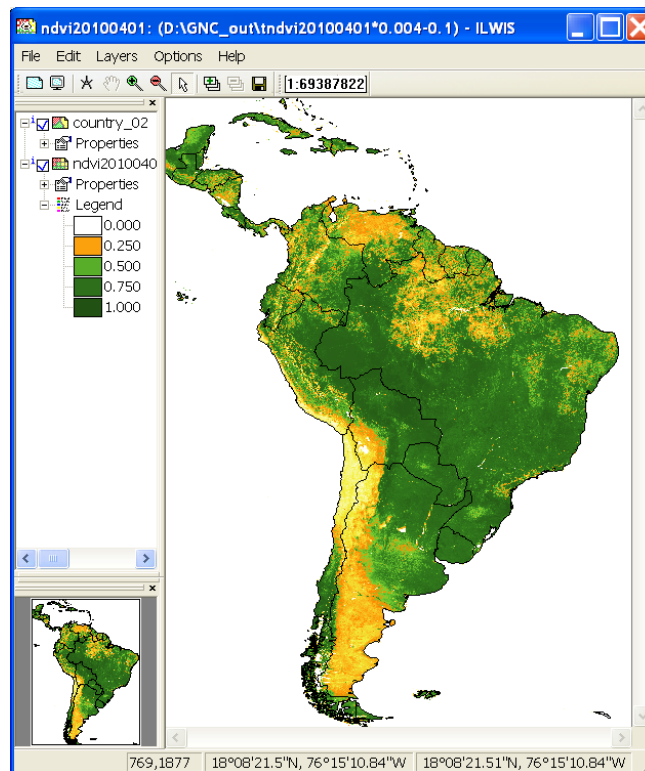 ndvi20100401: (D:\GNC_out\tndvi20100401*0.004-0.1) - ILWIS
File Edit Layers Options Help
1:69387822
country_02
Properties
ndvi2010040
Properties
Legend
0.000
0.250
0.500
0.750
1.000
769,1877 18°08'21.5"N, 76°15'10.84"W 18°08'21.51"N, 76°15'10.84"W